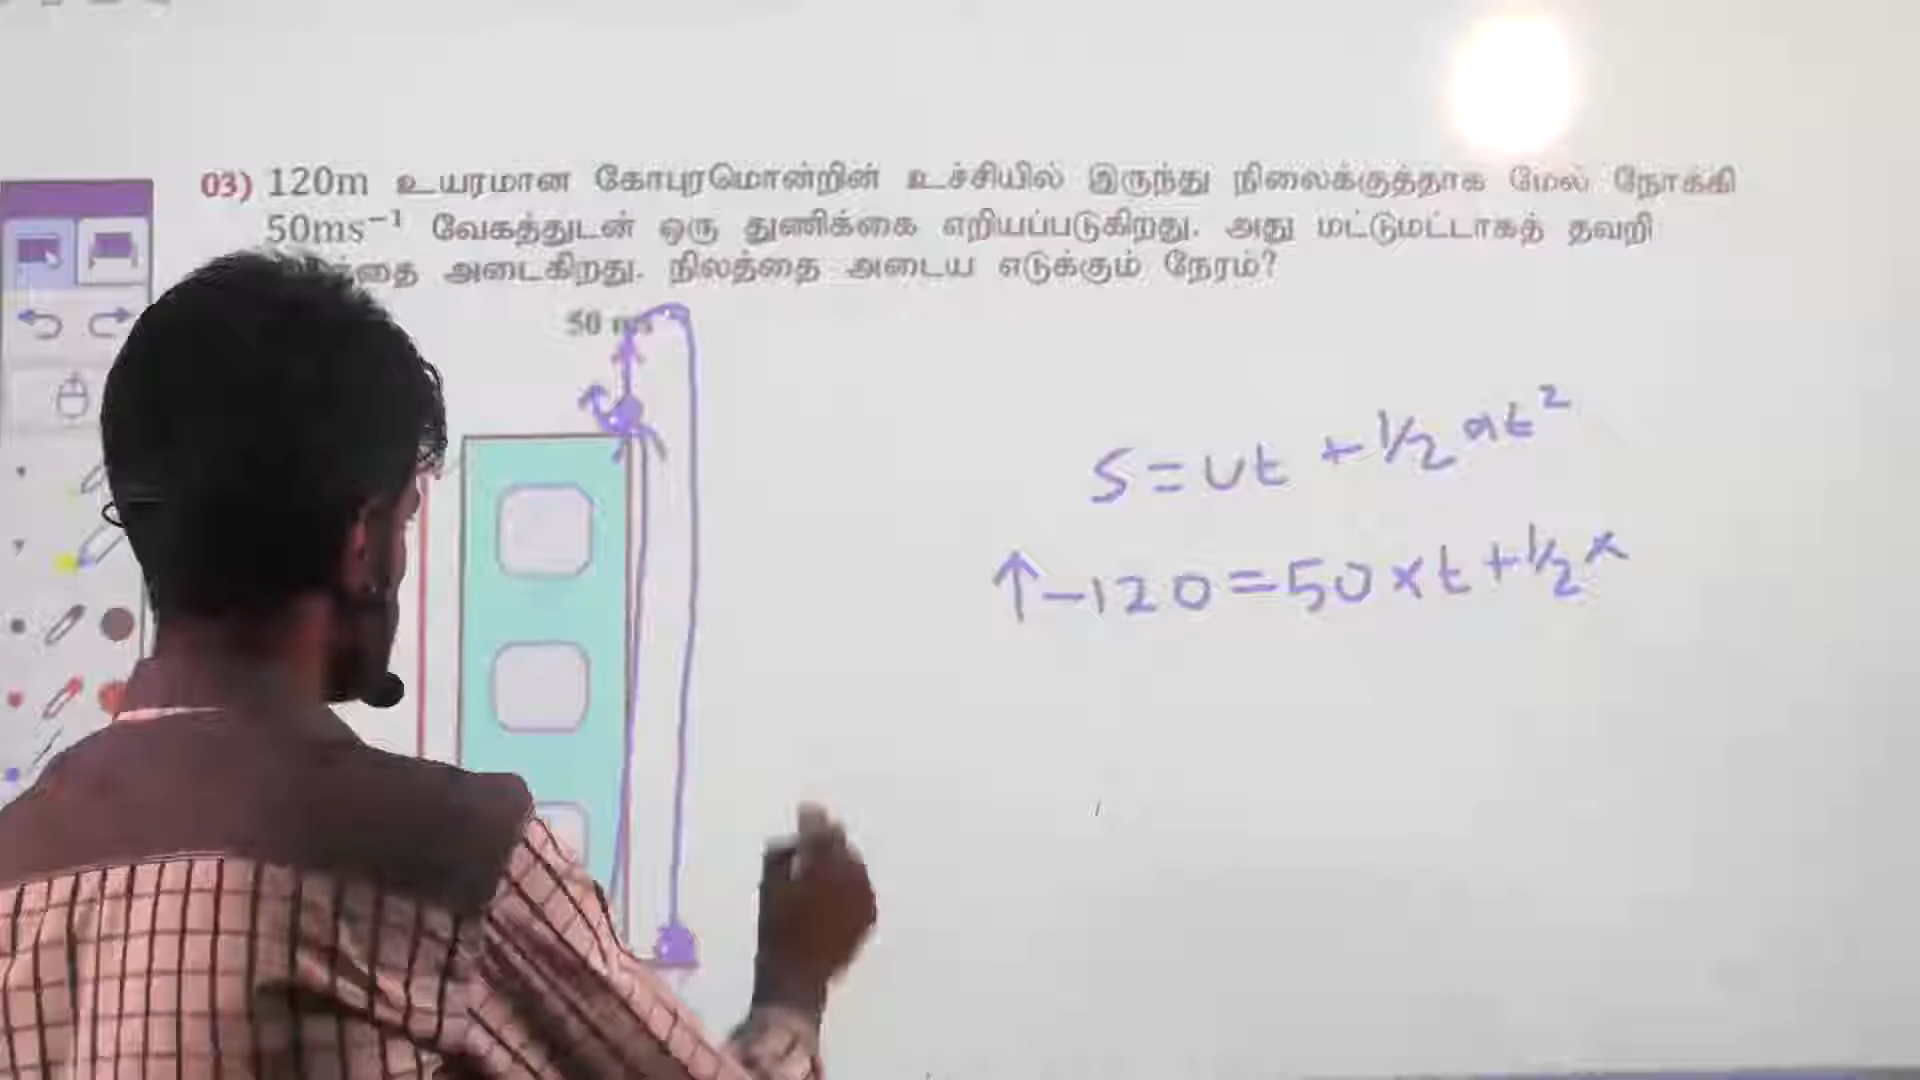 03) 120m உயரமான கோபுரமொன்றின் உச்சியில் இருந்து நிலைக்குத்தாக மேல் நோக்கி
50ms⁻¹ வேகத்துடன் ஒரு துணிக்கை எறியப்படுகிறது. அது மட்டுமட்டாகத் தவறி
அடைகிறது. நிலத்தை அடைய எடுக்கும் நேரம்?
50
S = ut + 1/2 at²
↑ -120 = 50 × t + 1/2 ×